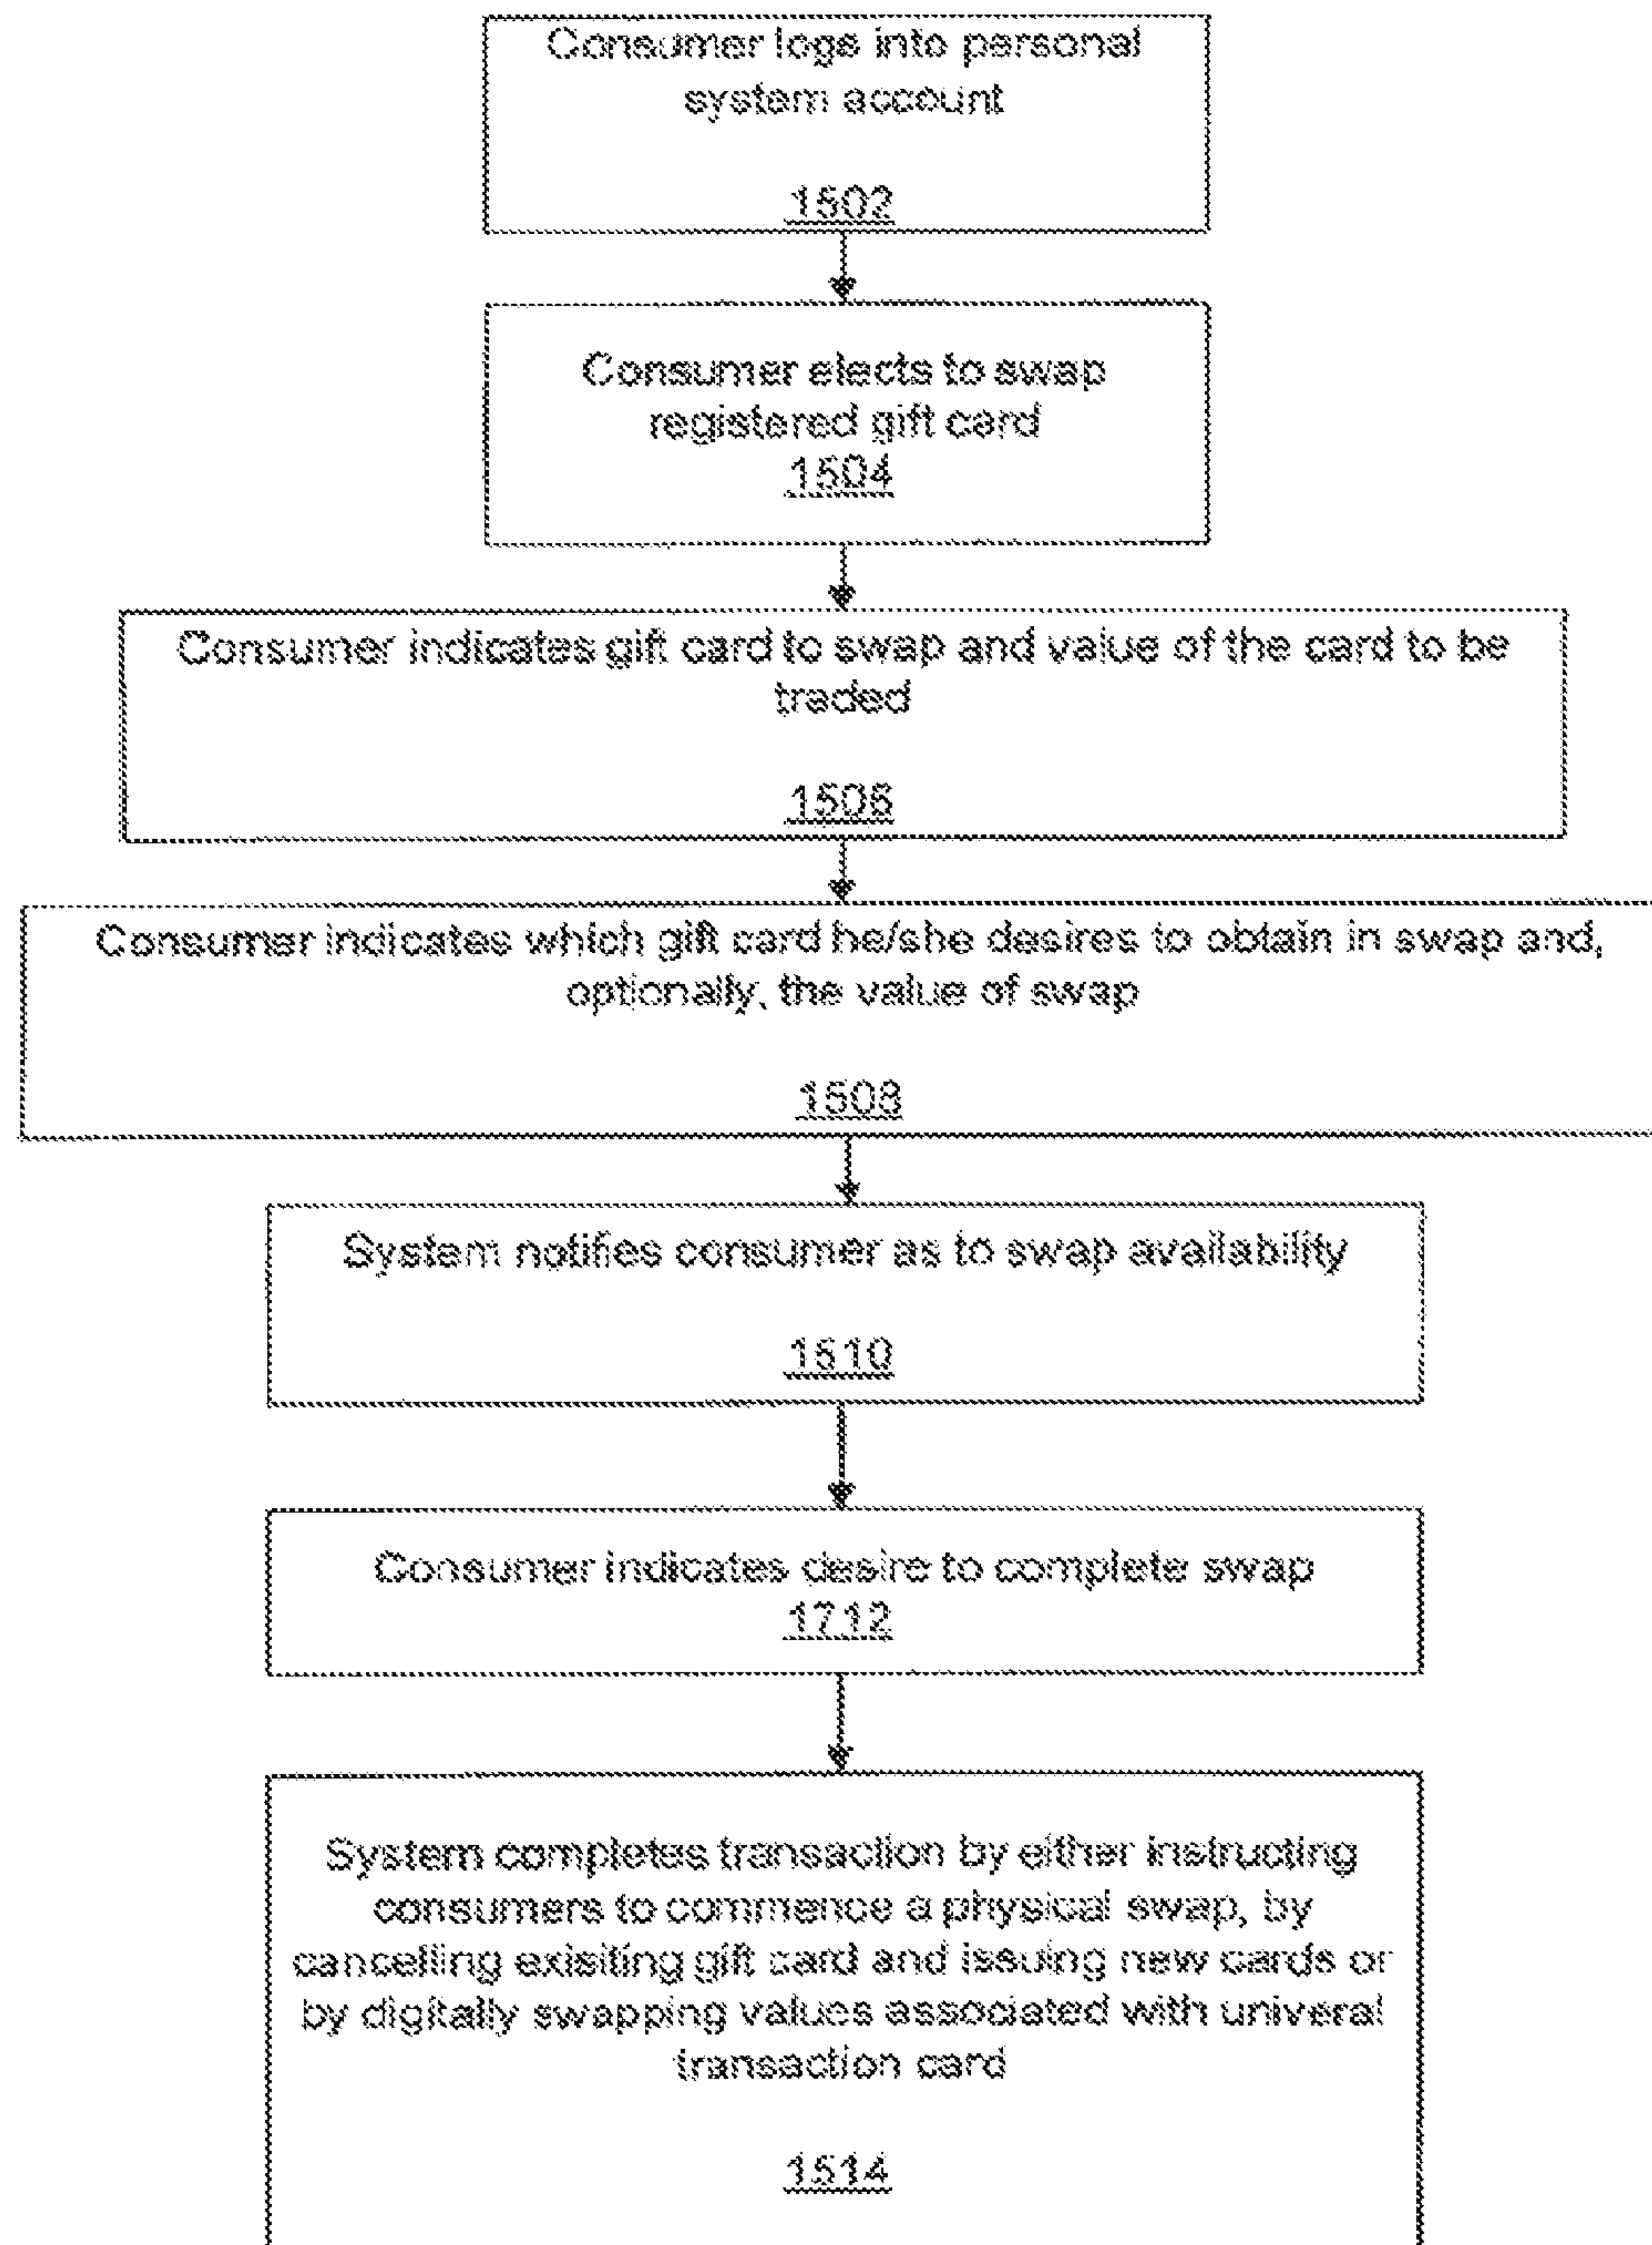 Consumer logs into personal
system account
1502
Consumer elects to swap
registered gift card
1504
Consumer indicates gift card to swap and value of the card to be
traded
1506
Consumer indicates which gift card he/she desires to obtain in swap and,
optionally, the value of swap
1508
System notifies consumer as to swap availability
1510
Consumer indicates desire to complete swap
1712
System completes transaction by either instructing
consumers to commence a physical swap, by
cancelling exisiting gift card and issuing new cards or
by digitally swapping values associated with univeral
transaction card
1514